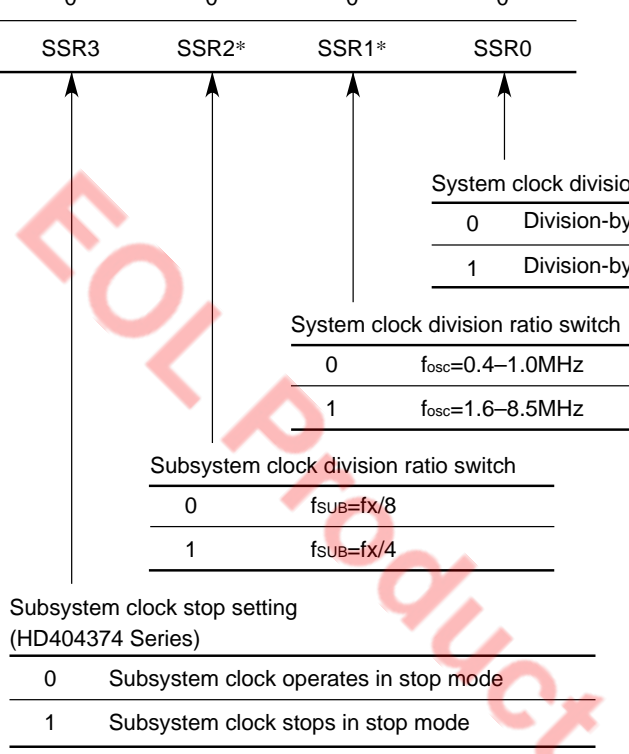 0 0 0 0
SSR3 SSR2* SSR1* SSR0
System clock
0 Division-by
1 Division-by
System clock division ratio switch
0 fosc=0.4–1.0MHz
1 fosc=1.6–8.5MHz
Subsystem clock division ratio switch
0 fSUB=fx/8
1 fSUB=fx/4
Subsystem clock stop setting
(HD404374 Series)
0 Subsystem clock operates in stop mode
1 Subsystem clock stops in stop mode
EOL Product